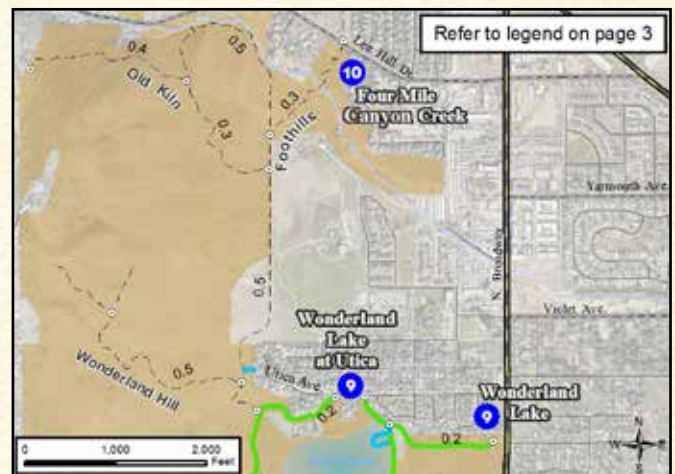 Refer to legend on page 3
Lee Hill Dr.
0.4
0.5
Old Kiln
10
Four Mile
Canyon Creek
0.3
0.3
Foothills
Yarmouth Ave.
N. Broadway
0.5
Violet Ave.
Wonderland
Lake
at Utica
Utica Ave.
Wonderland Hill
0.5
9
0.2
Wonderland
Lake
9
0.2
N
W
E
S
0
1,000
2,000
Feet